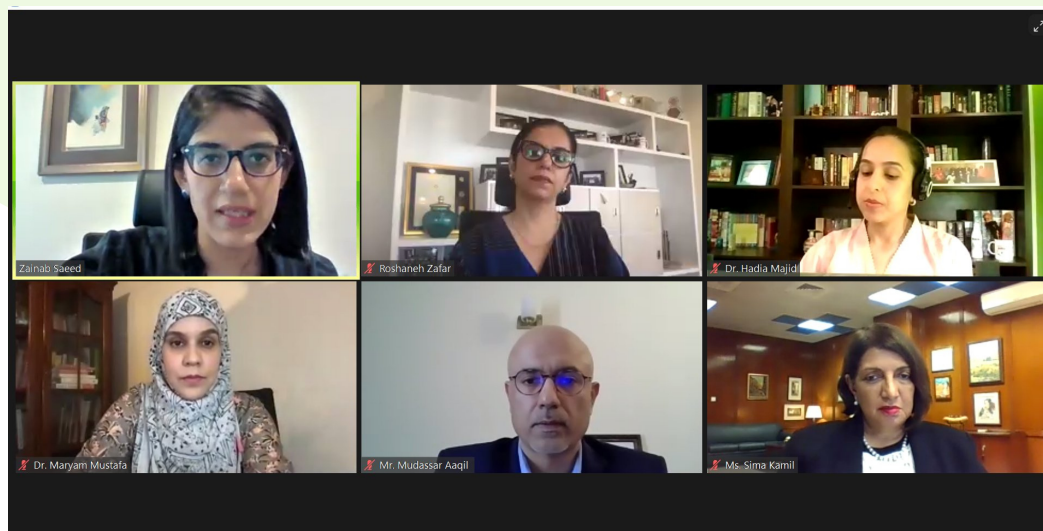 Zainab Saeed
Roshaneh Zafar
Dr. Hadia Majid
Dr. Maryam Mustafa
Mr. Mudassar Aaqil
Ms. Sima Kamil